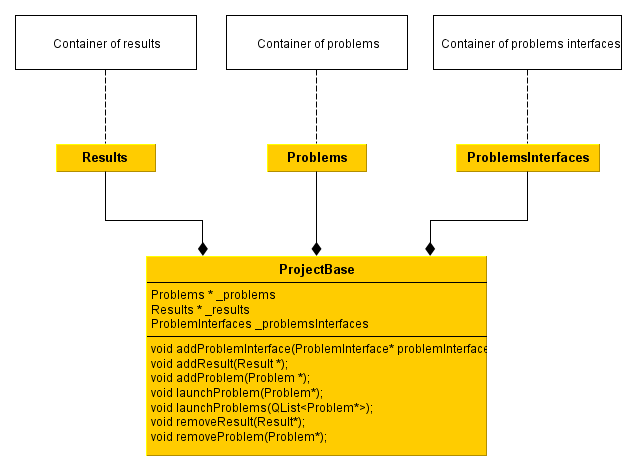 Container of results
Container of problems
Container of problems interfaces
Results
Problems
ProblemsInterfaces
ProjectBase
Problems * _problems
Results * _results
ProblemInterfaces _problemsInterfaces
void addProblemInterface(ProblemInterface* problemInterface
void addResult(Result *);
void addProblem(Problem *);
void launchProblem(Problem*);
void launchProblems(QList<Problem*>);
void removeResult(Result*);
void removeProblem(Problem*);